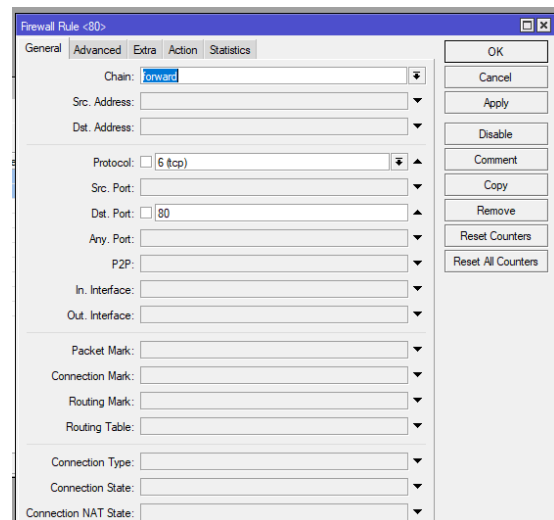 Firewall Rule <80>
General Advanced Extra Action Statistics
OK
Chain: forward
Cancel
Src. Address:
Apply
Dst. Address:
Disable
Protocol: 6 (tcp)
Comment
Src. Port:
Copy
Dst. Port: 80
Remove
Any. Port:
Reset Counters
P2P:
Reset All Counters
In. Interface:
Out. Interface:
Packet Mark:
Connection Mark:
Routing Mark:
Routing Table:
Connection Type:
Connection State:
Connection NAT State: